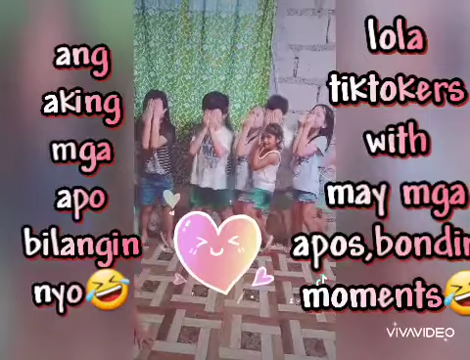 ang
aking
mga
apo
bilangin
nyo🤣
lola
tiktokers
with
may mga
apos,bondin
moments🤣
VIVAVIDEO